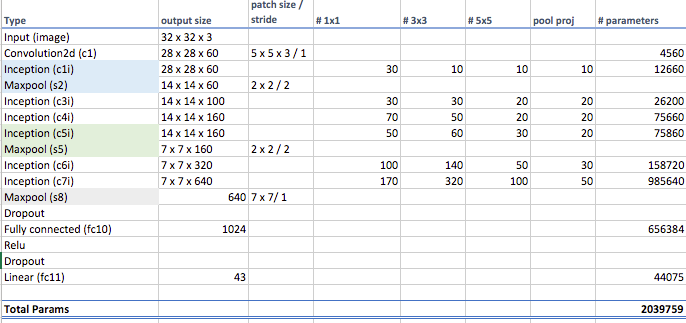 Type output size patch size / stride # 1x1 # 3x3 # 5x5 pool proj # parameters
Input (image) 32 x 32 x 3
Convolution2d (c1) 28 x 28 x 60 5 x 5 x 3 / 1 4560
Inception (c1i) 28 x 28 x 60 30 10 10 10 12660
Maxpool (s2) 14 x 14 x 60 2 x 2 / 2
Inception (c3i) 14 x 14 x 100 30 30 20 20 26200
Inception (c4i) 14 x 14 x 160 70 50 20 20 75660
Inception (c5i) 14 x 14 x 160 50 60 30 20 75860
Maxpool (s5) 7 x 7 x 160 2 x 2 / 2
Inception (c6i) 7 x 7 x 320 100 140 50 30 158720
Inception (c7i) 7 x 7 x 640 170 320 100 50 985640
Maxpool (s8) 640 7 x 7/ 1
Dropout
Fully connected (fc10) 1024 656384
Relu
Dropout
Linear (fc11) 43 44075
Total Params 2039759